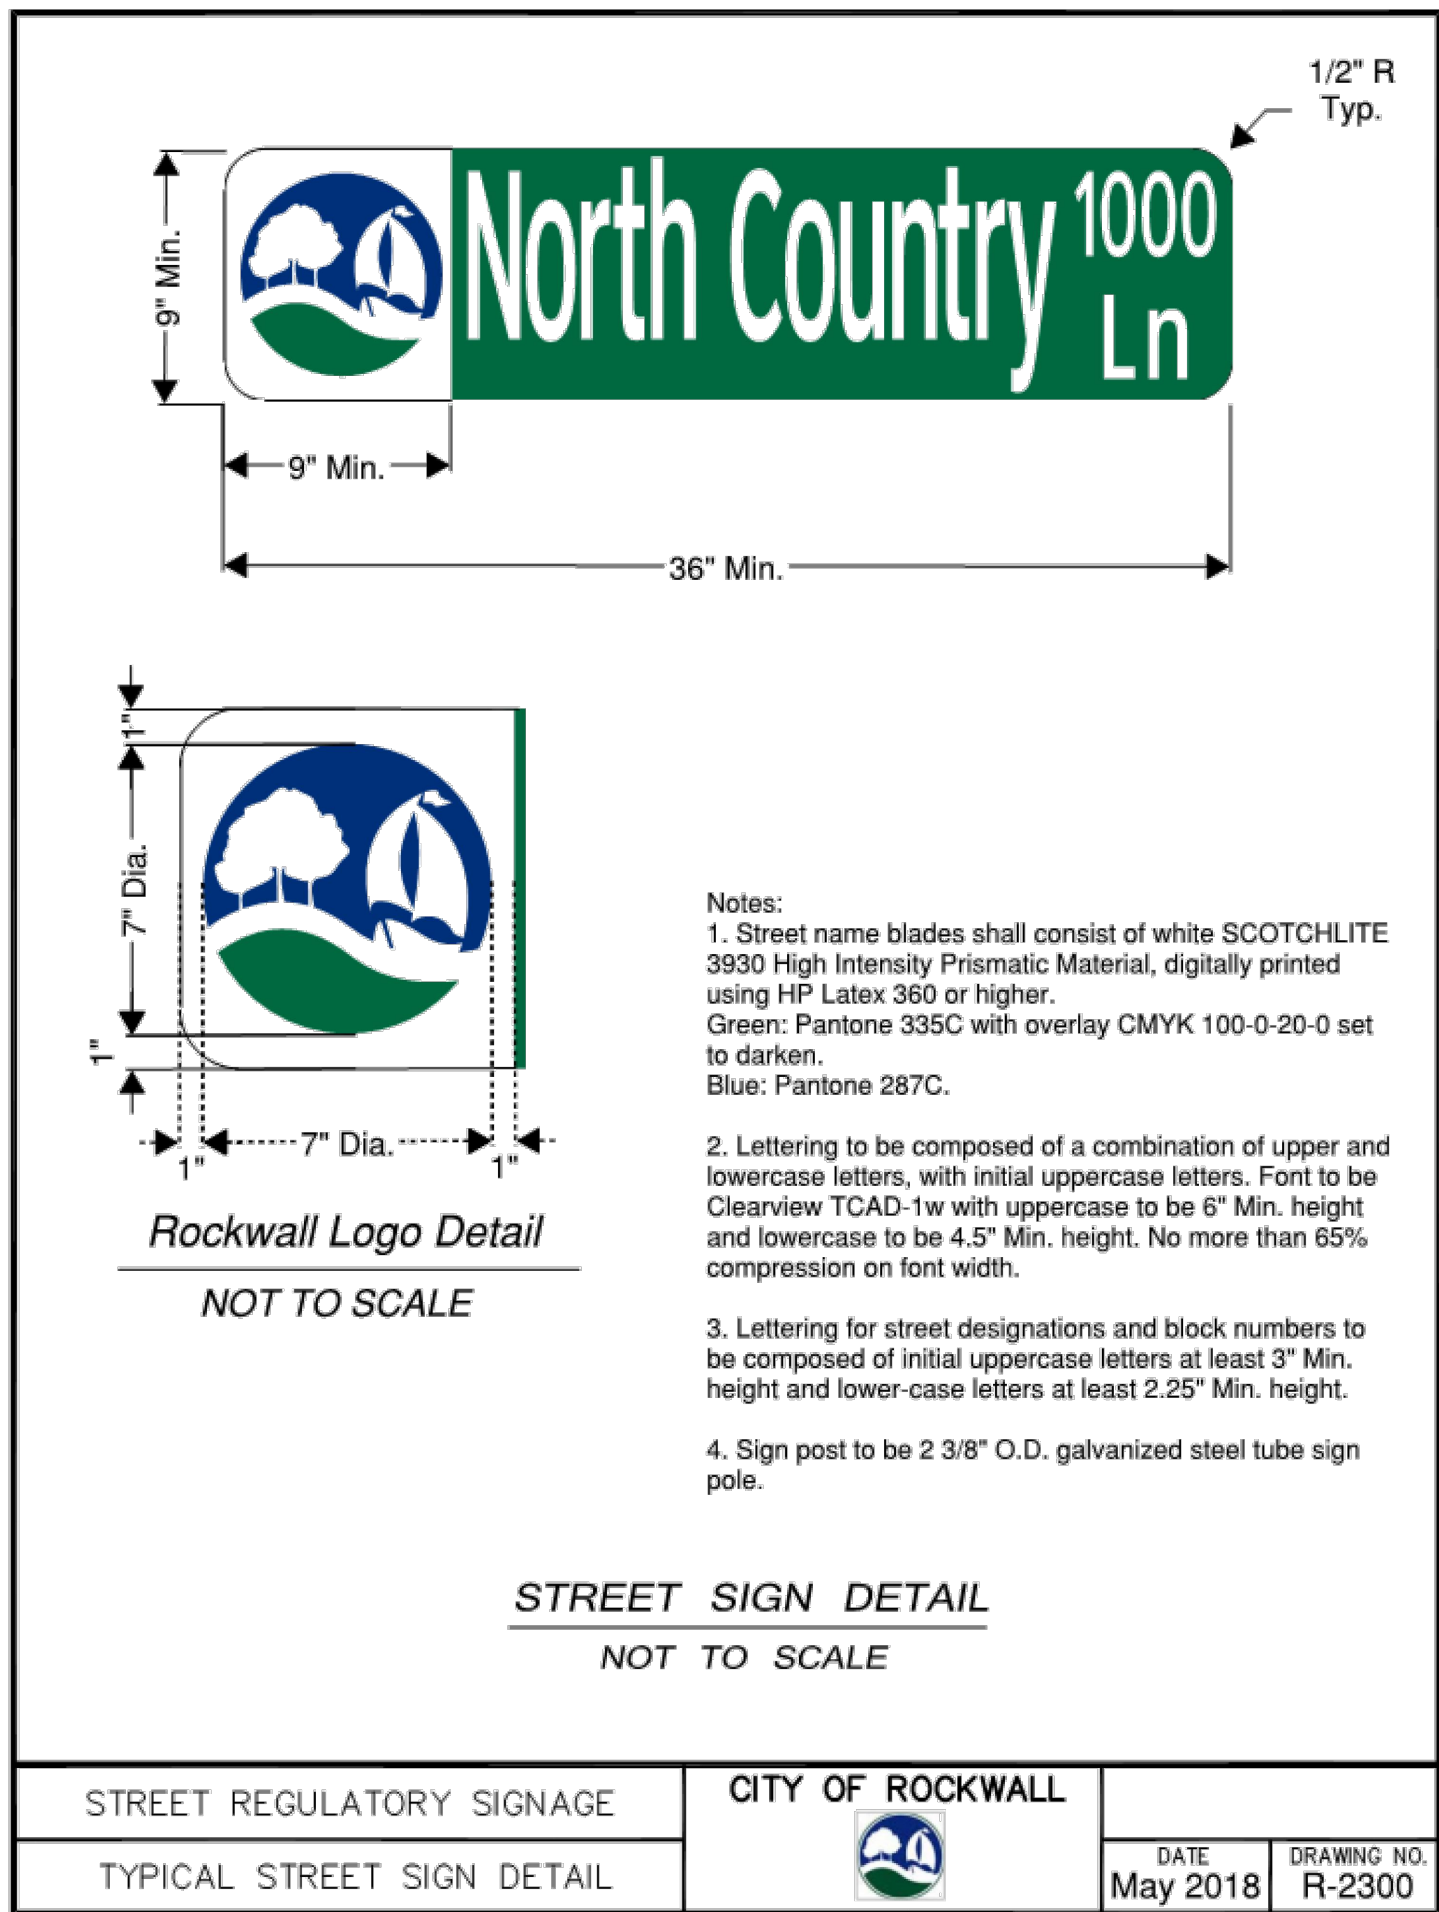 1/2" R
Typ.
9" Min.
North Country 1000
Ln
9" Min.
36" Min.
1"
7" Dia.
1"
7" Dia.
1"
1"
Rockwall Logo Detail
NOT TO SCALE
Notes:
1. Street name blades shall consist of white SCOTCHLITE
3930 High Intensity Prismatic Material, digitally printed
using HP Latex 360 or higher.
Green: Pantone 335C with overlay CMYK 100-0-20-0 set
to darken.
Blue: Pantone 287C.
2. Lettering to be composed of a combination of upper and
lowercase letters, with initial uppercase letters. Font to be
Clearview TCAD-1w with uppercase to be 6" Min. height
and lowercase to be 4.5" Min. height. No more than 65%
compression on font width.
3. Lettering for street designations and block numbers to
be composed of initial uppercase letters at least 3" Min.
height and lower-case letters at least 2.25" Min. height.
4. Sign post to be 2 3/8" O.D. galvanized steel tube sign
pole.
STREET SIGN DETAIL
NOT TO SCALE
STREET REGULATORY SIGNAGE
TYPICAL STREET SIGN DETAIL
CITY OF ROCKWALL
DATE
May 2018
DRAWING NO.
R-2300